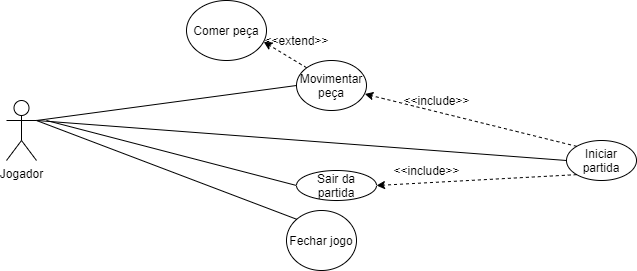 Comer peça
<<extend>>
Movimentar
peça
<<include>>
Iniciar
partida
<<include>>
Jogador
Sair da
partida
Fechar jogo